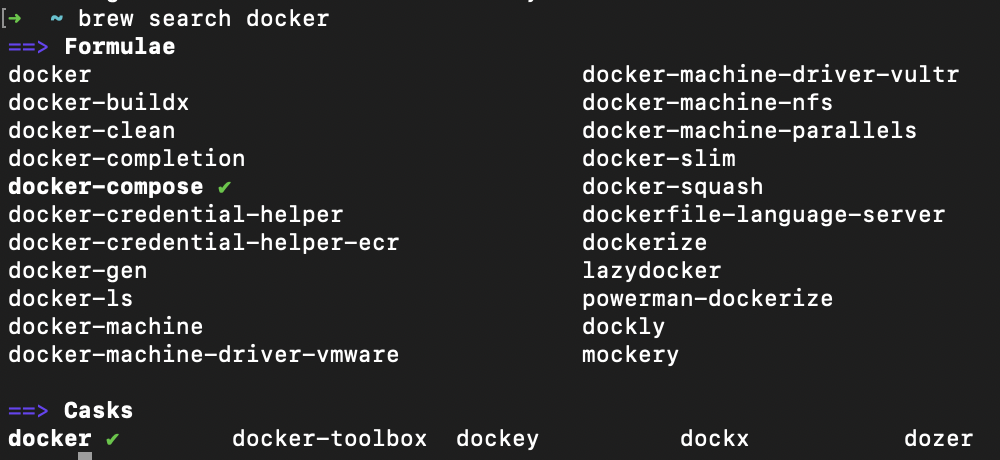 [➜ ~ brew search docker
==> Formulae
docker docker-machine-driver-vultr
docker-buildx docker-machine-nfs
docker-clean docker-machine-parallels
docker-completion docker-slim
docker-compose ✔ docker-squash
docker-credential-helper dockerfile-language-server
docker-credential-helper-ecr dockerize
docker-gen lazydocker
docker-ls powerman-dockerize
docker-machine dockly
docker-machine-driver-vmware mockery
==> Casks
docker ✔ docker-toolbox dockey dockx dozer